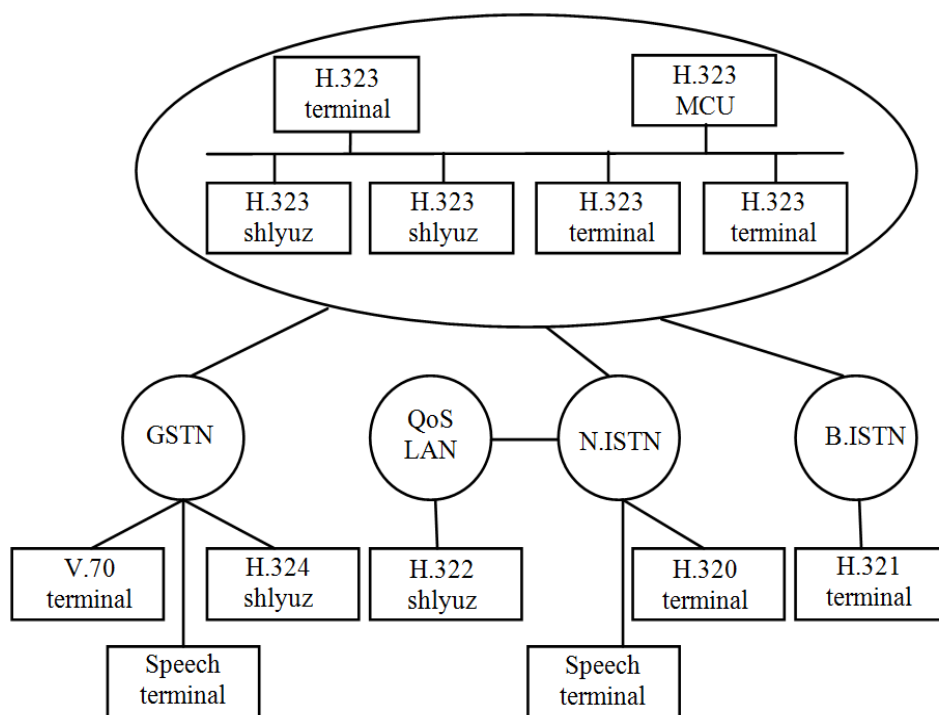 H.323
terminal
H.323
MCU
H.323
shlyuz
H.323
shlyuz
H.323
terminal
H.323
terminal
GSTN
QoS
LAN
N.ISTN
B.ISTN
V.70
terminal
H.324
shlyuz
H.322
shlyuz
H.320
terminal
H.321
terminal
Speech
terminal
Speech
terminal